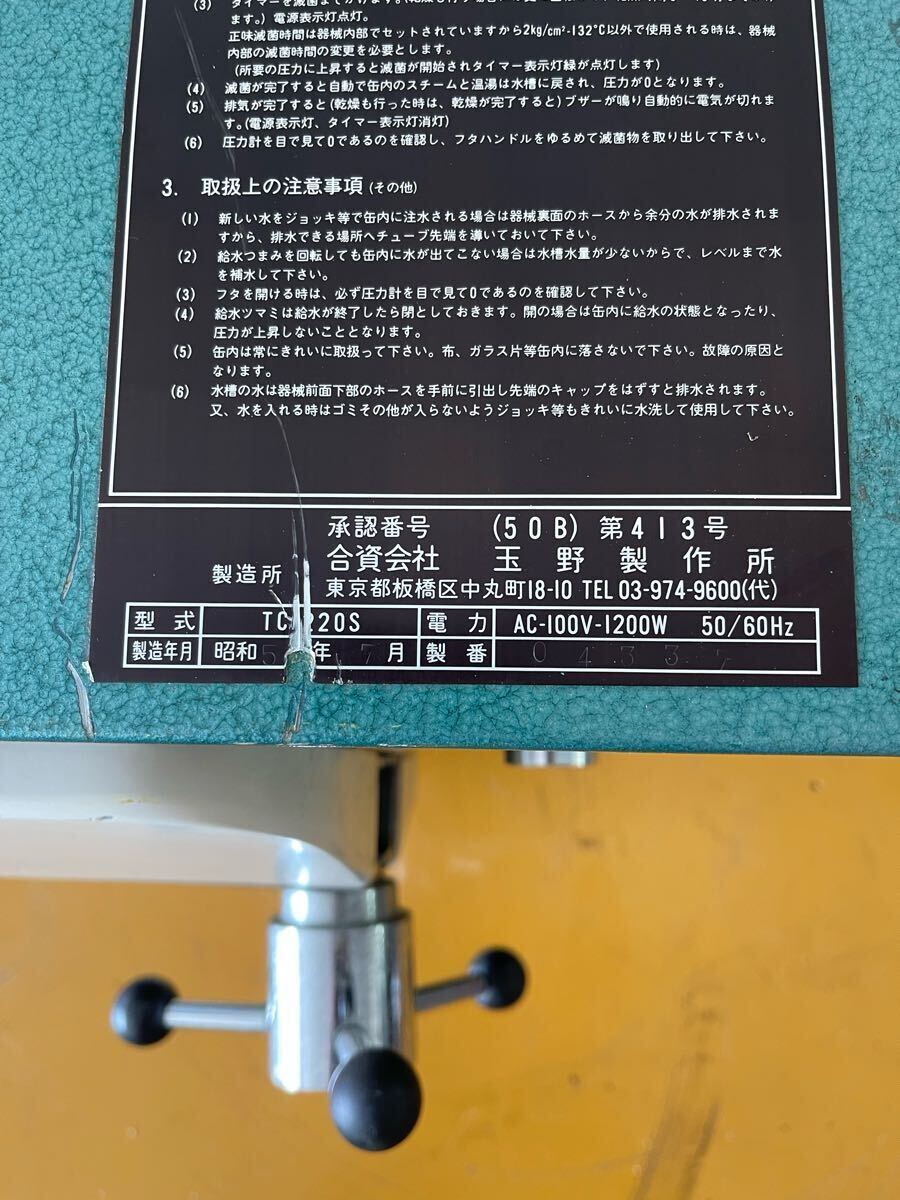 (3) タイマーを滅菌までかけます。
ます。)電源表示灯点灯。
正味滅菌時間は器械内部でセットされていますから2kg/cm²-132°C以外で使用される時は、器械
内部の滅菌時間の変更を必要とします。
(所要の圧力に上昇すると滅菌が開始されタイマー表示灯緑が点灯します)
(4) 滅菌が完了すると自動で缶内のスチームと温湯は水槽に戻され、圧力が0となります。
(5) 排気が完了すると(乾燥も行った時は、乾燥が完了すると)ブザーが鳴り自動的に電気が切れま
す。(電源表示灯、タイマー表示灯消灯)
(6) 圧力計を目で見て0であるのを確認し、フタハンドルをゆるめて滅菌物を取り出して下さい。
3. 取扱上の注意事項(その他)
(1) 新しい水をジョッキ等で缶内に注水される場合は器械裏面のホースから余分の水が排水されま
すから、排水できる場所へチューブ先端を導いておいて下さい。
(2) 給水つまみを回転しても缶内に水が出てこない場合は水槽水量が少ないからで、レベルまで水
を補水して下さい。
(3) フタを開ける時は、必ず圧力計を目で見て0であるのを確認して下さい。
(4) 給水ツマミは給水が終了したら閉としておきます。開の場合は缶内に給水の状態となったり、
圧力が上昇しないこととなります。
(5) 缶内は常にきれいに取扱って下さい。布、ガラス片等缶内に落さないで下さい。故障の原因と
なります。
(6) 水槽の水は器械前面下部のホースを手前に引出し先端のキャップをはずすと排水されます。
又、水を入れる時はゴミその他が入らないようジョッキ等もきれいに水洗して使用して下さい。
承認番号 (50B)第413号
製造所 合資会社 玉野製作所
東京都板橋区中丸町18-10 TEL 03-974-9600(代)
型式 TC-220S 電力 AC-100V-1200W 50/60Hz
製造年月 昭和5 年7月 製番 04337